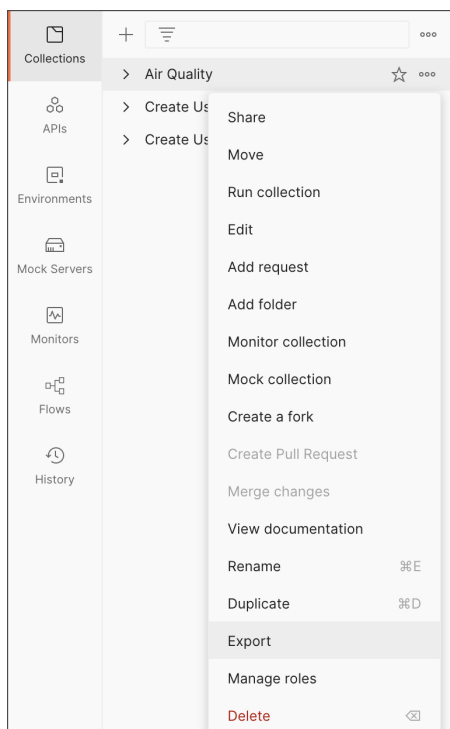 Collections
APIs
Environments
Mock Servers
Monitors
Flows
History
Air Quality
Create Us
Create Us
Share
Move
Run collection
Edit
Add request
Add folder
Monitor collection
Mock collection
Create a fork
Create Pull Request
Merge changes
View documentation
Rename ⌘E
Duplicate ⌘D
Export
Manage roles
Delete ⌫